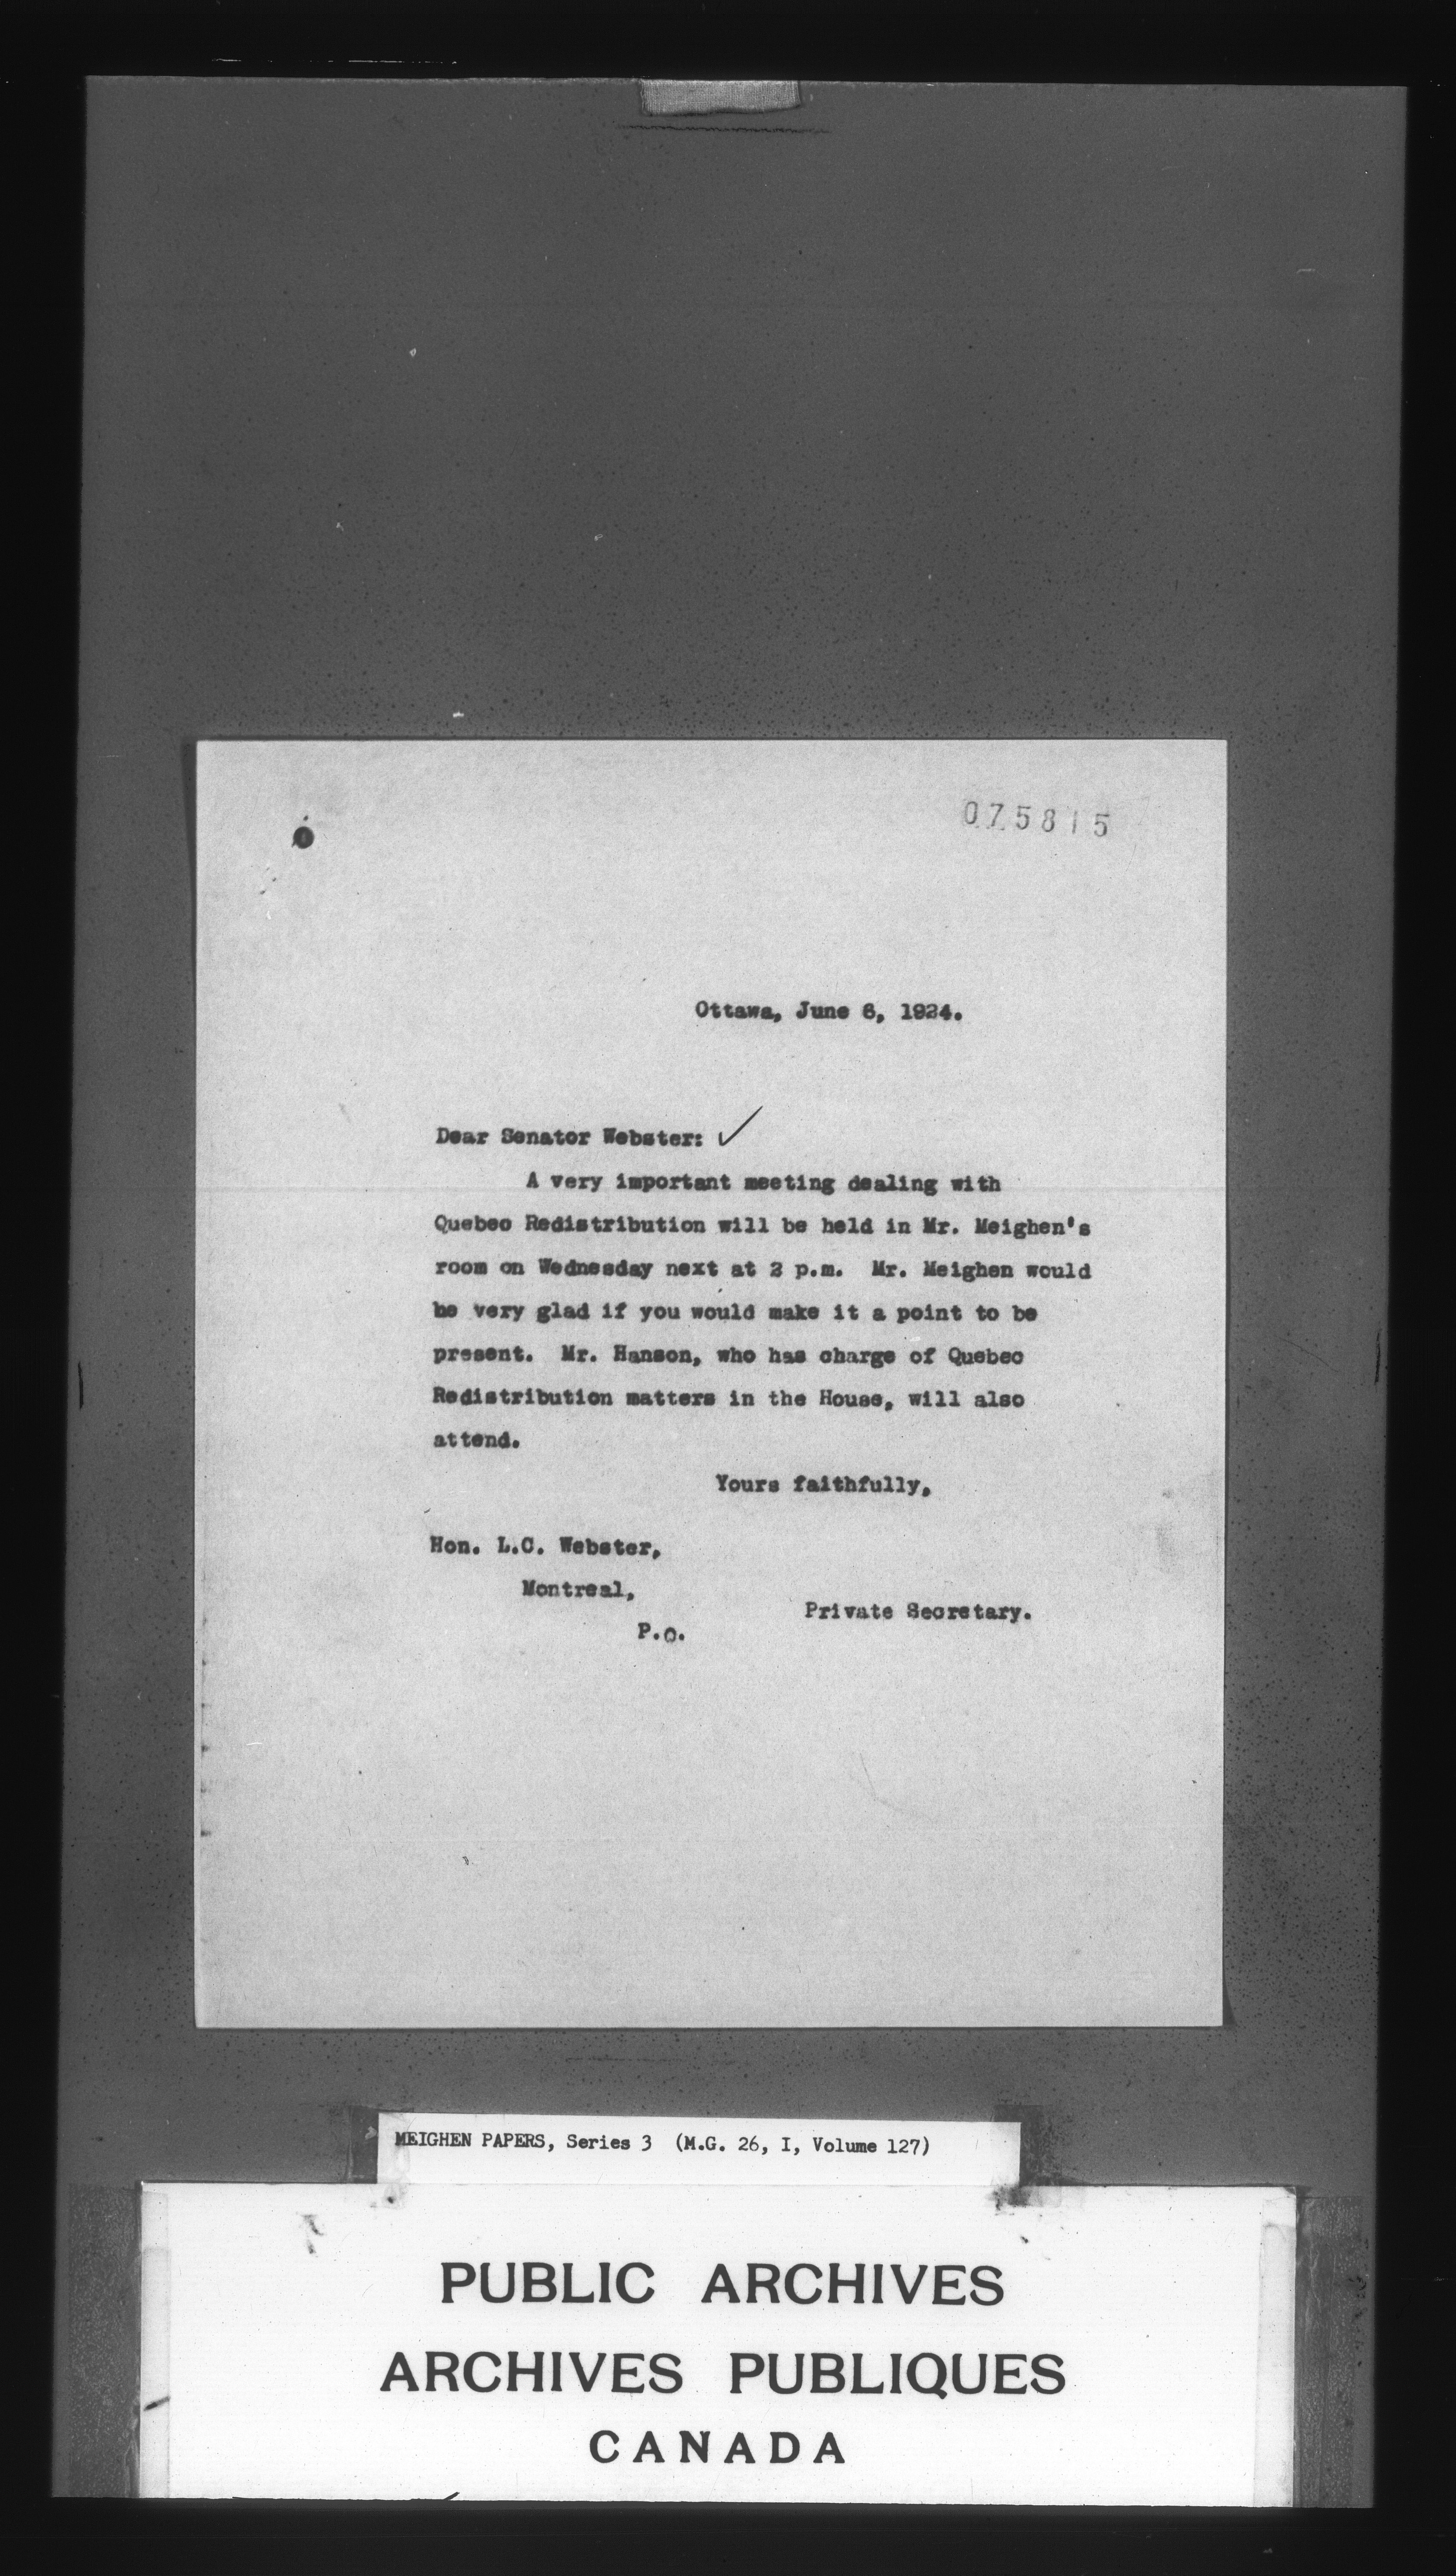 075815
Ottawa, June 6, 1924.
Dear Senator Webster:
A very important meeting dealing with
Quebec Redistribution will be held in Mr. Meighen's
room on Wednesday next at 2 p.m. Mr. Meighen would
be very glad if you would make it a point to be
present. Mr. Hanson, who has charge of Quebec
Redistribution matters in the House, will also
attend.
Yours faithfully,
Hon. L.C. Webster,
Montreal,
Private Secretary.
P.Q.
MEIGHEN PAPERS, Series 3 (M.G. 26, I, Volume 127)
PUBLIC ARCHIVES
ARCHIVES PUBLIQUES
CANADA